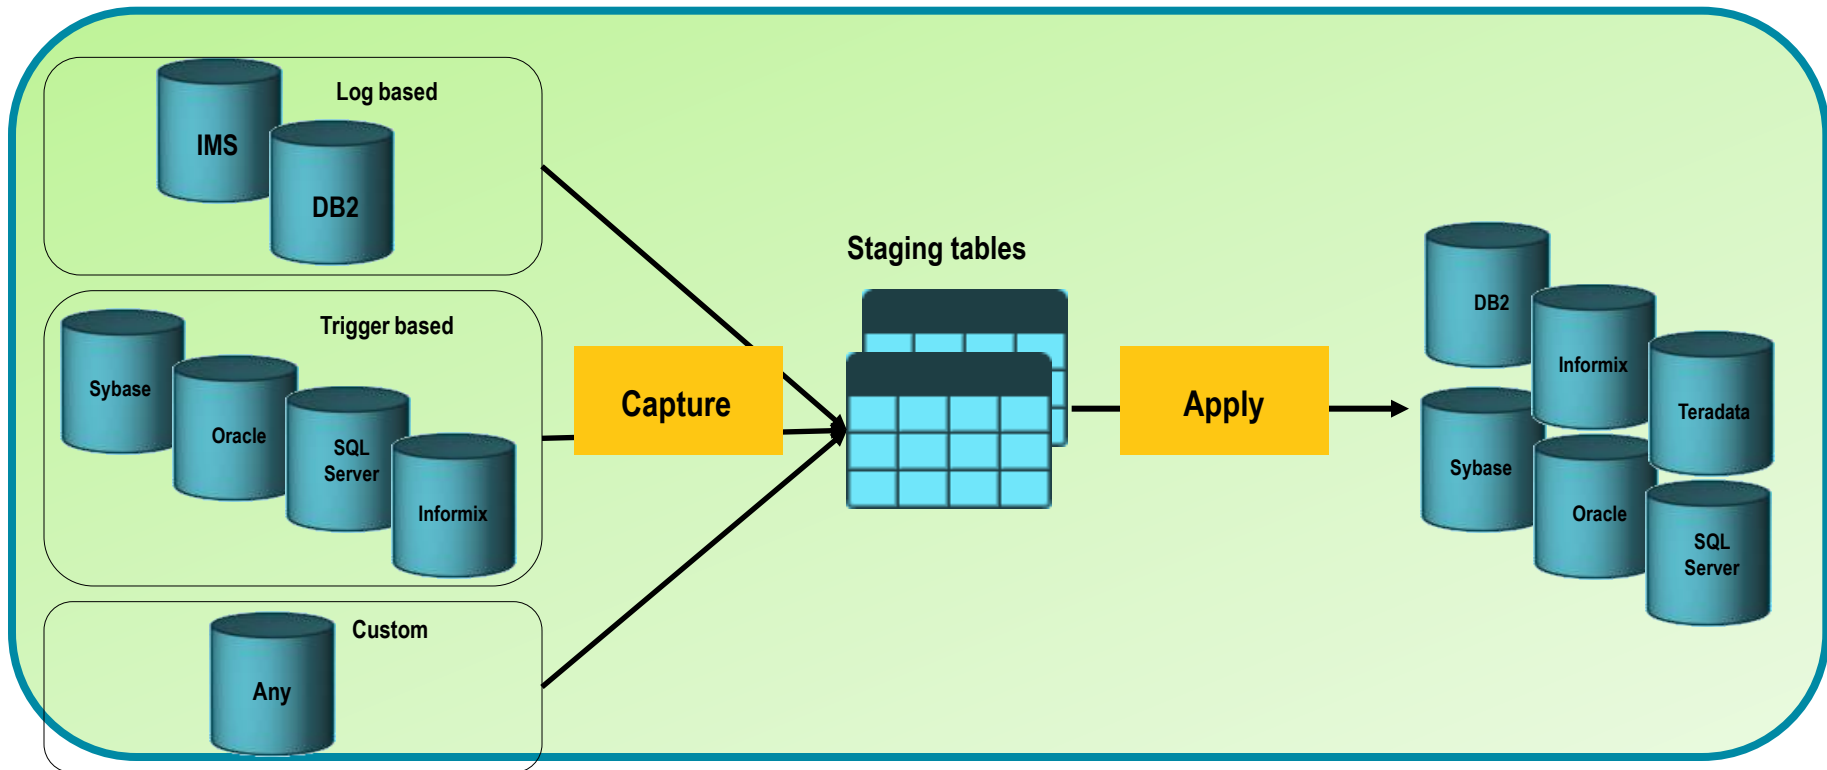 Log based
IMS
DB2
Trigger based
Sybase
Oracle
SQL
Server
Informix
Custom
Any
Capture
Staging tables
Apply
DB2
Informix
Teradata
Sybase
Oracle
SQL
Server